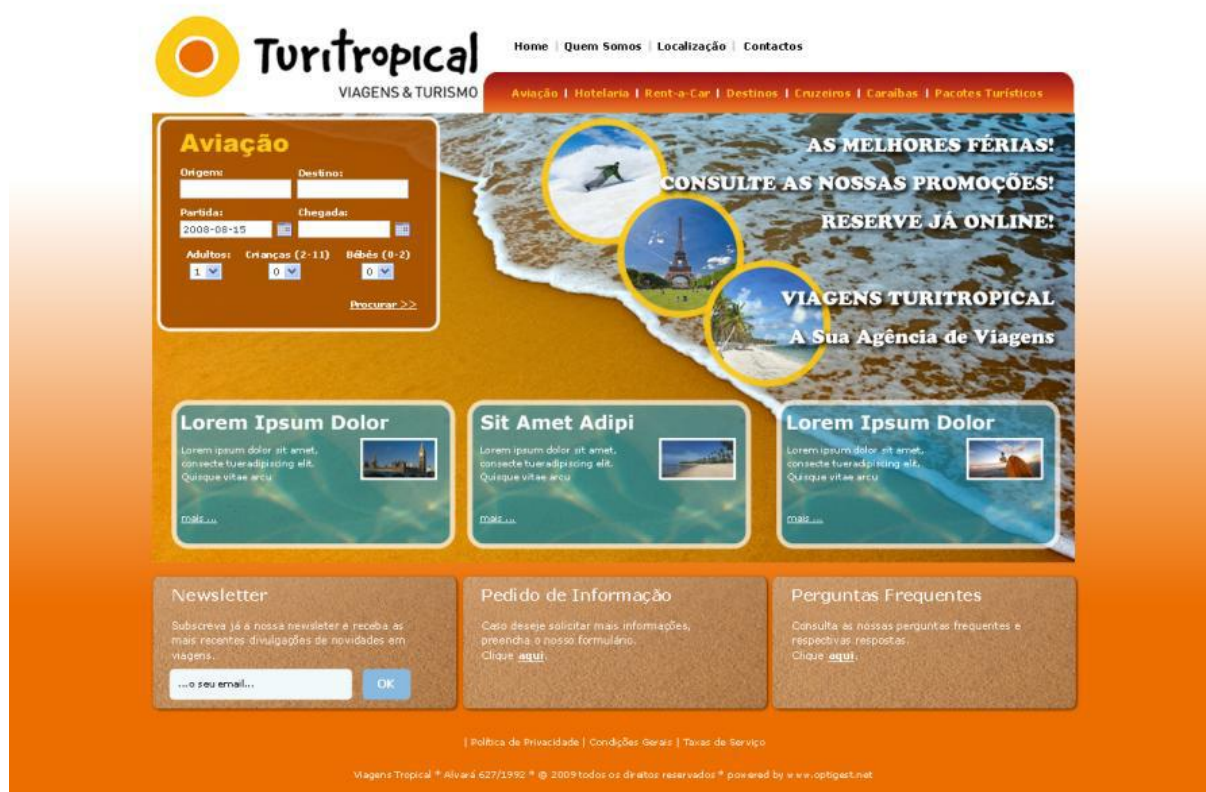 Turitropical
VIAGENS & TURISMO
Home | Quem Somos | Localização | Contactos
Aviação | Hotelaria | Rent-a-Car | Destinos | Cruzeiros | Caraíbas | Pacotes Turísticos
Aviação
Origem: Destino:
Partida: Chegada:
2008-08-15
Adultos: Crianças (2-11) Bébés (0-2)
1 0 0
Procurar >>
AS MELHORES FÉRIAS!
CONSULTE AS NOSSAS PROMOÇÕES!
RESERVE JÁ ONLINE!
VIAGENS TURITROPICAL
A Sua Agência de Viagens
Lorem Ipsum Dolor
Lorem ipsum dolor sit amet,
consecte tueradipiscing elit.
Quisque vitae arcu
mais ...
Sit Amet Adipi
Lorem ipsum dolor sit amet,
consecte tueradipiscing elit.
Quisque vitae arcu
mais ...
Lorem Ipsum Dolor
Lorem ipsum dolor sit amet,
consecte tueradipiscing elit.
Quisque vitae arcu
mais ...
Newsletter
Subscreva já a nossa newsleter e receba as
mais recentes divulgações de novidades em
viagens.
...o seu email...
OK
Pedido de Informação
Caso deseje solicitar mais informações,
preencha o nosso formulário.
Clique aqui.
Perguntas Frequentes
Consulta as nossas perguntas frequentes e
respectivas respostas.
Clique aqui.
| Política de Privacidade | Condições Gerais | Taxas de Serviço
Viagens Tropical * Alvará 627/1992 * @ 2009 todos os direitos reservados * powered by www.optigest.net